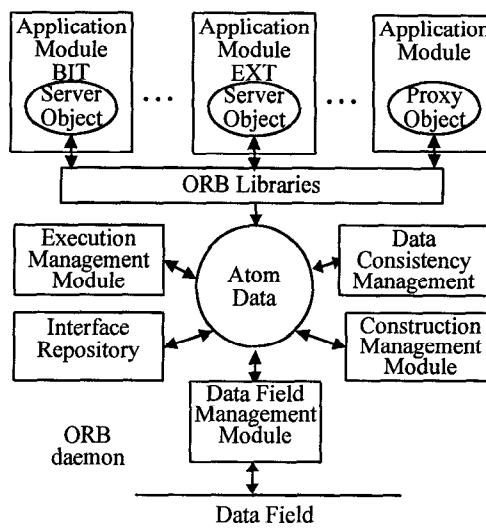 Application
Module
BIT
Server
Object
...
Application
Module
EXT
Server
Object
...
Application
Module
Proxy
Object
ORB Libraries
Execution
Management
Module
Atom
Data
Data
Consistency
Management
Interface
Repository
Construction
Management
Module
Data Field
Management
Module
ORB
daemon
Data Field